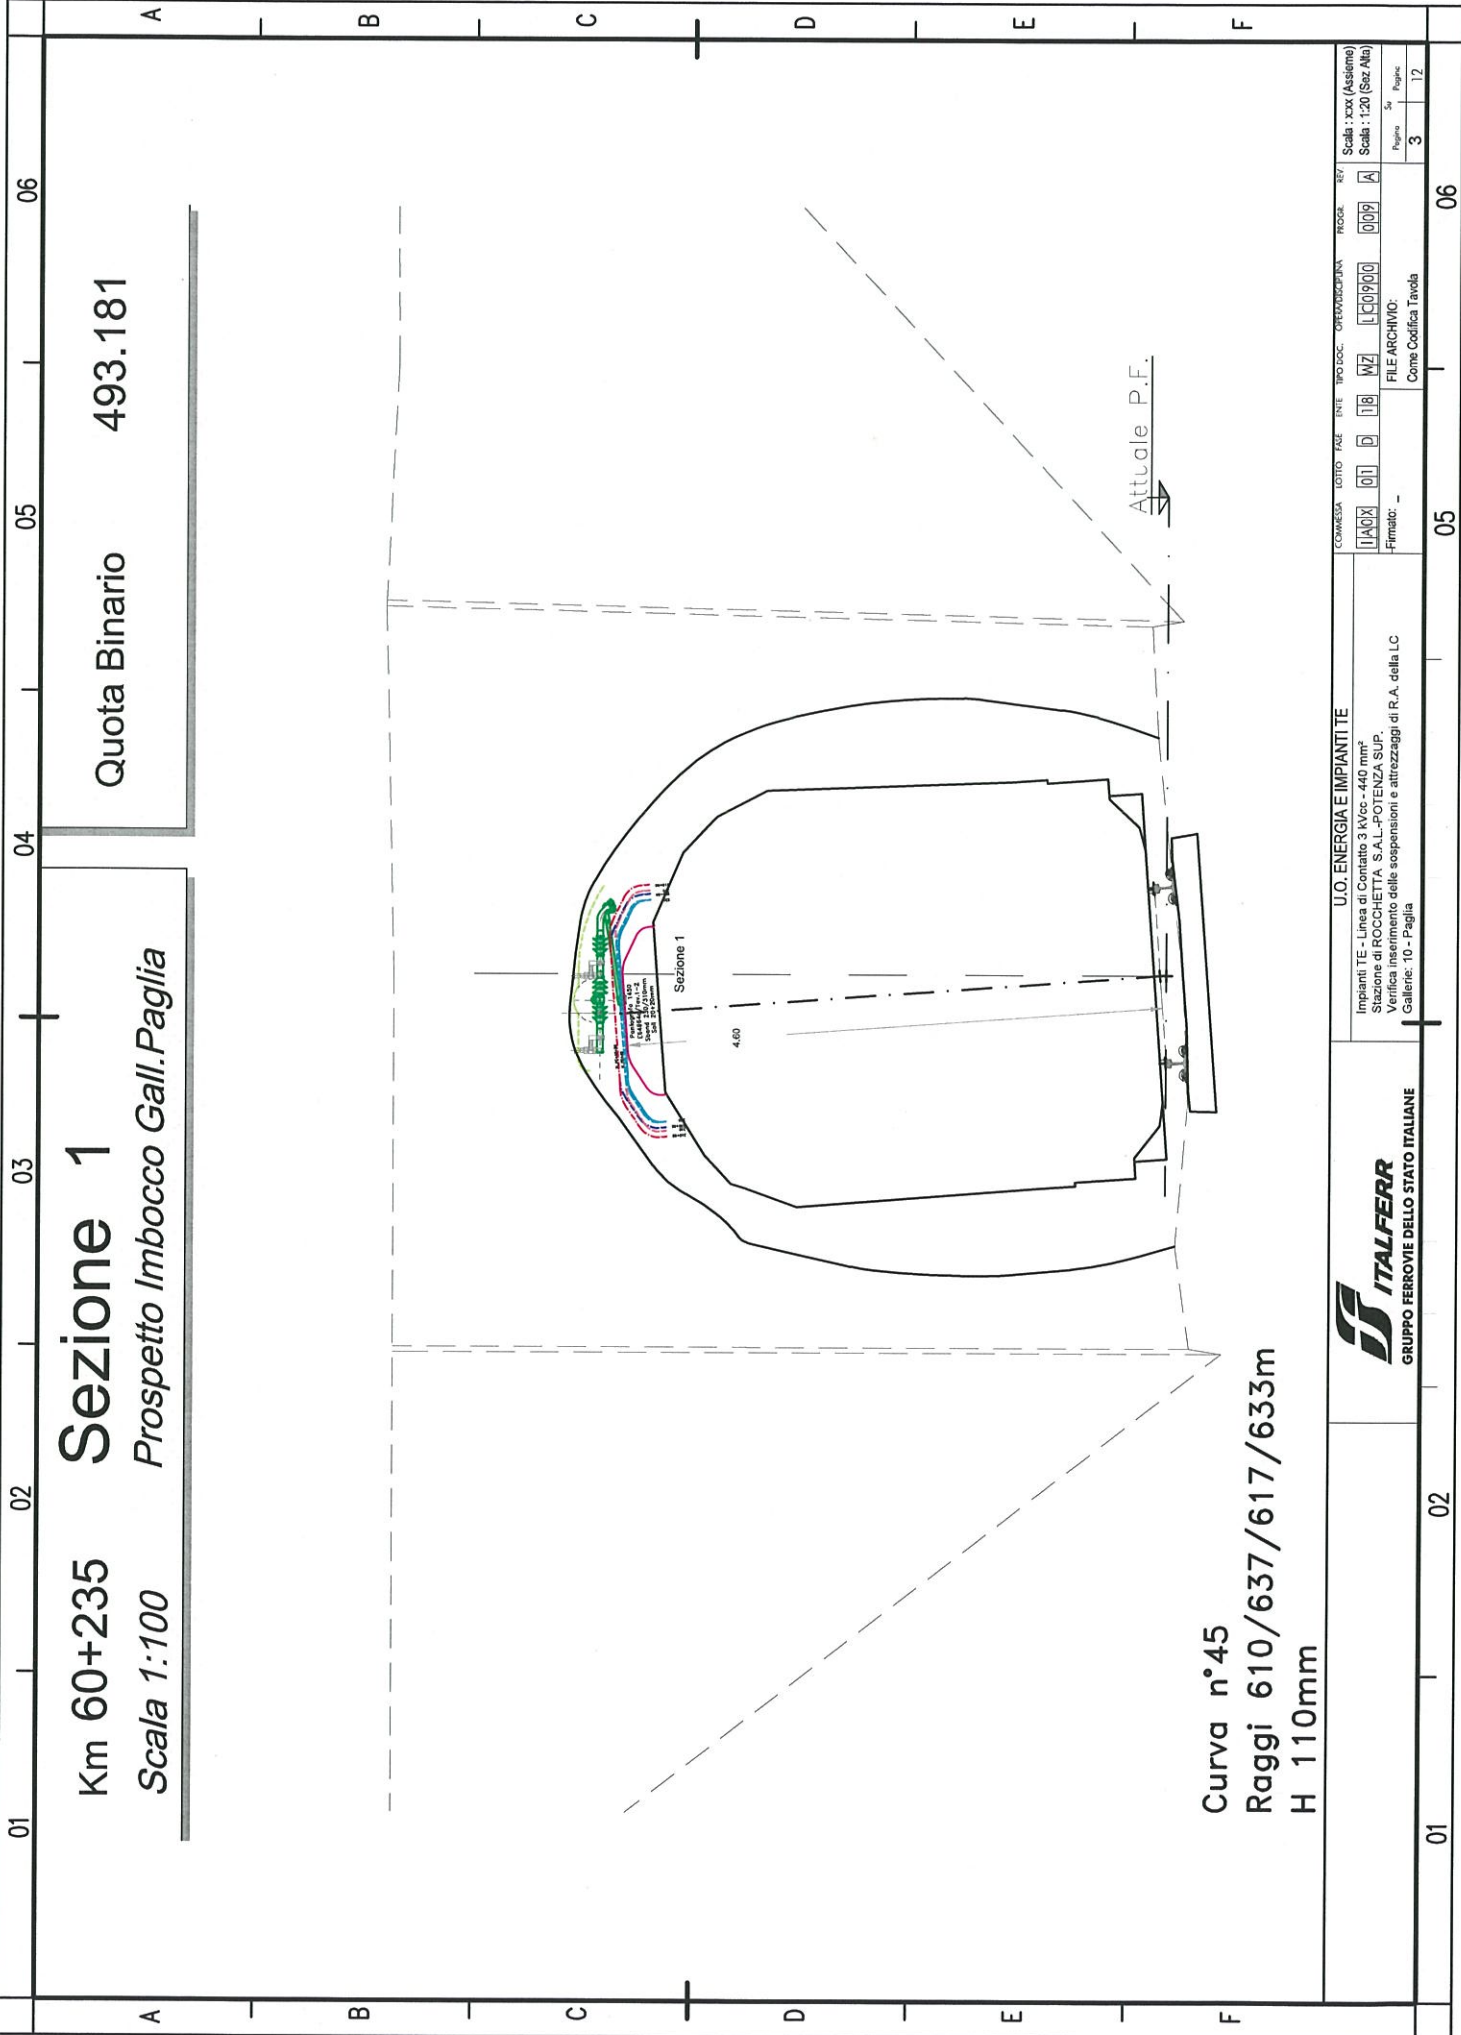 01 02 03 04 05 06
A
B
C
D
E
F
A
B
C
D
E
F
Km 60+235 Sezione 1
Scala 1:100 Prospetto Imbocco Gall.Paglia
Quota Binario 493.181
Sezione 1
4.60
Attuale P.F.
Curva n°45
Raggi 610/637/617/633m
H 110mm
ITALFERR
GRUPPO FERROVIE DELLO STATO ITALIANE
U.O. ENERGIA E IMPIANTI TE
Impianti TE - Linea di Contatto 3 kVcc - 440 mm²
Stazione di ROCCHETTA S.A.L.-POTENZA SUP.
Verifica inserimento delle sospensioni e attrezzaggi di R.A. della LC
Gallerie: 10 - Paglia
COMMESSA LOTTO FASE ENTE TIPO DOC. OPERA/DISCIPLINA PROGR. REV.
IA0X 01 D 18 WZ LC0900 009 A
Firmato: _
FILE ARCHIVIO:
Come Codifica Tavola
Scala : xxx (Assieme)
Scala : 1:20 (Sez Alta)
Pagina Su Pagine
3 12
01 02 05 06